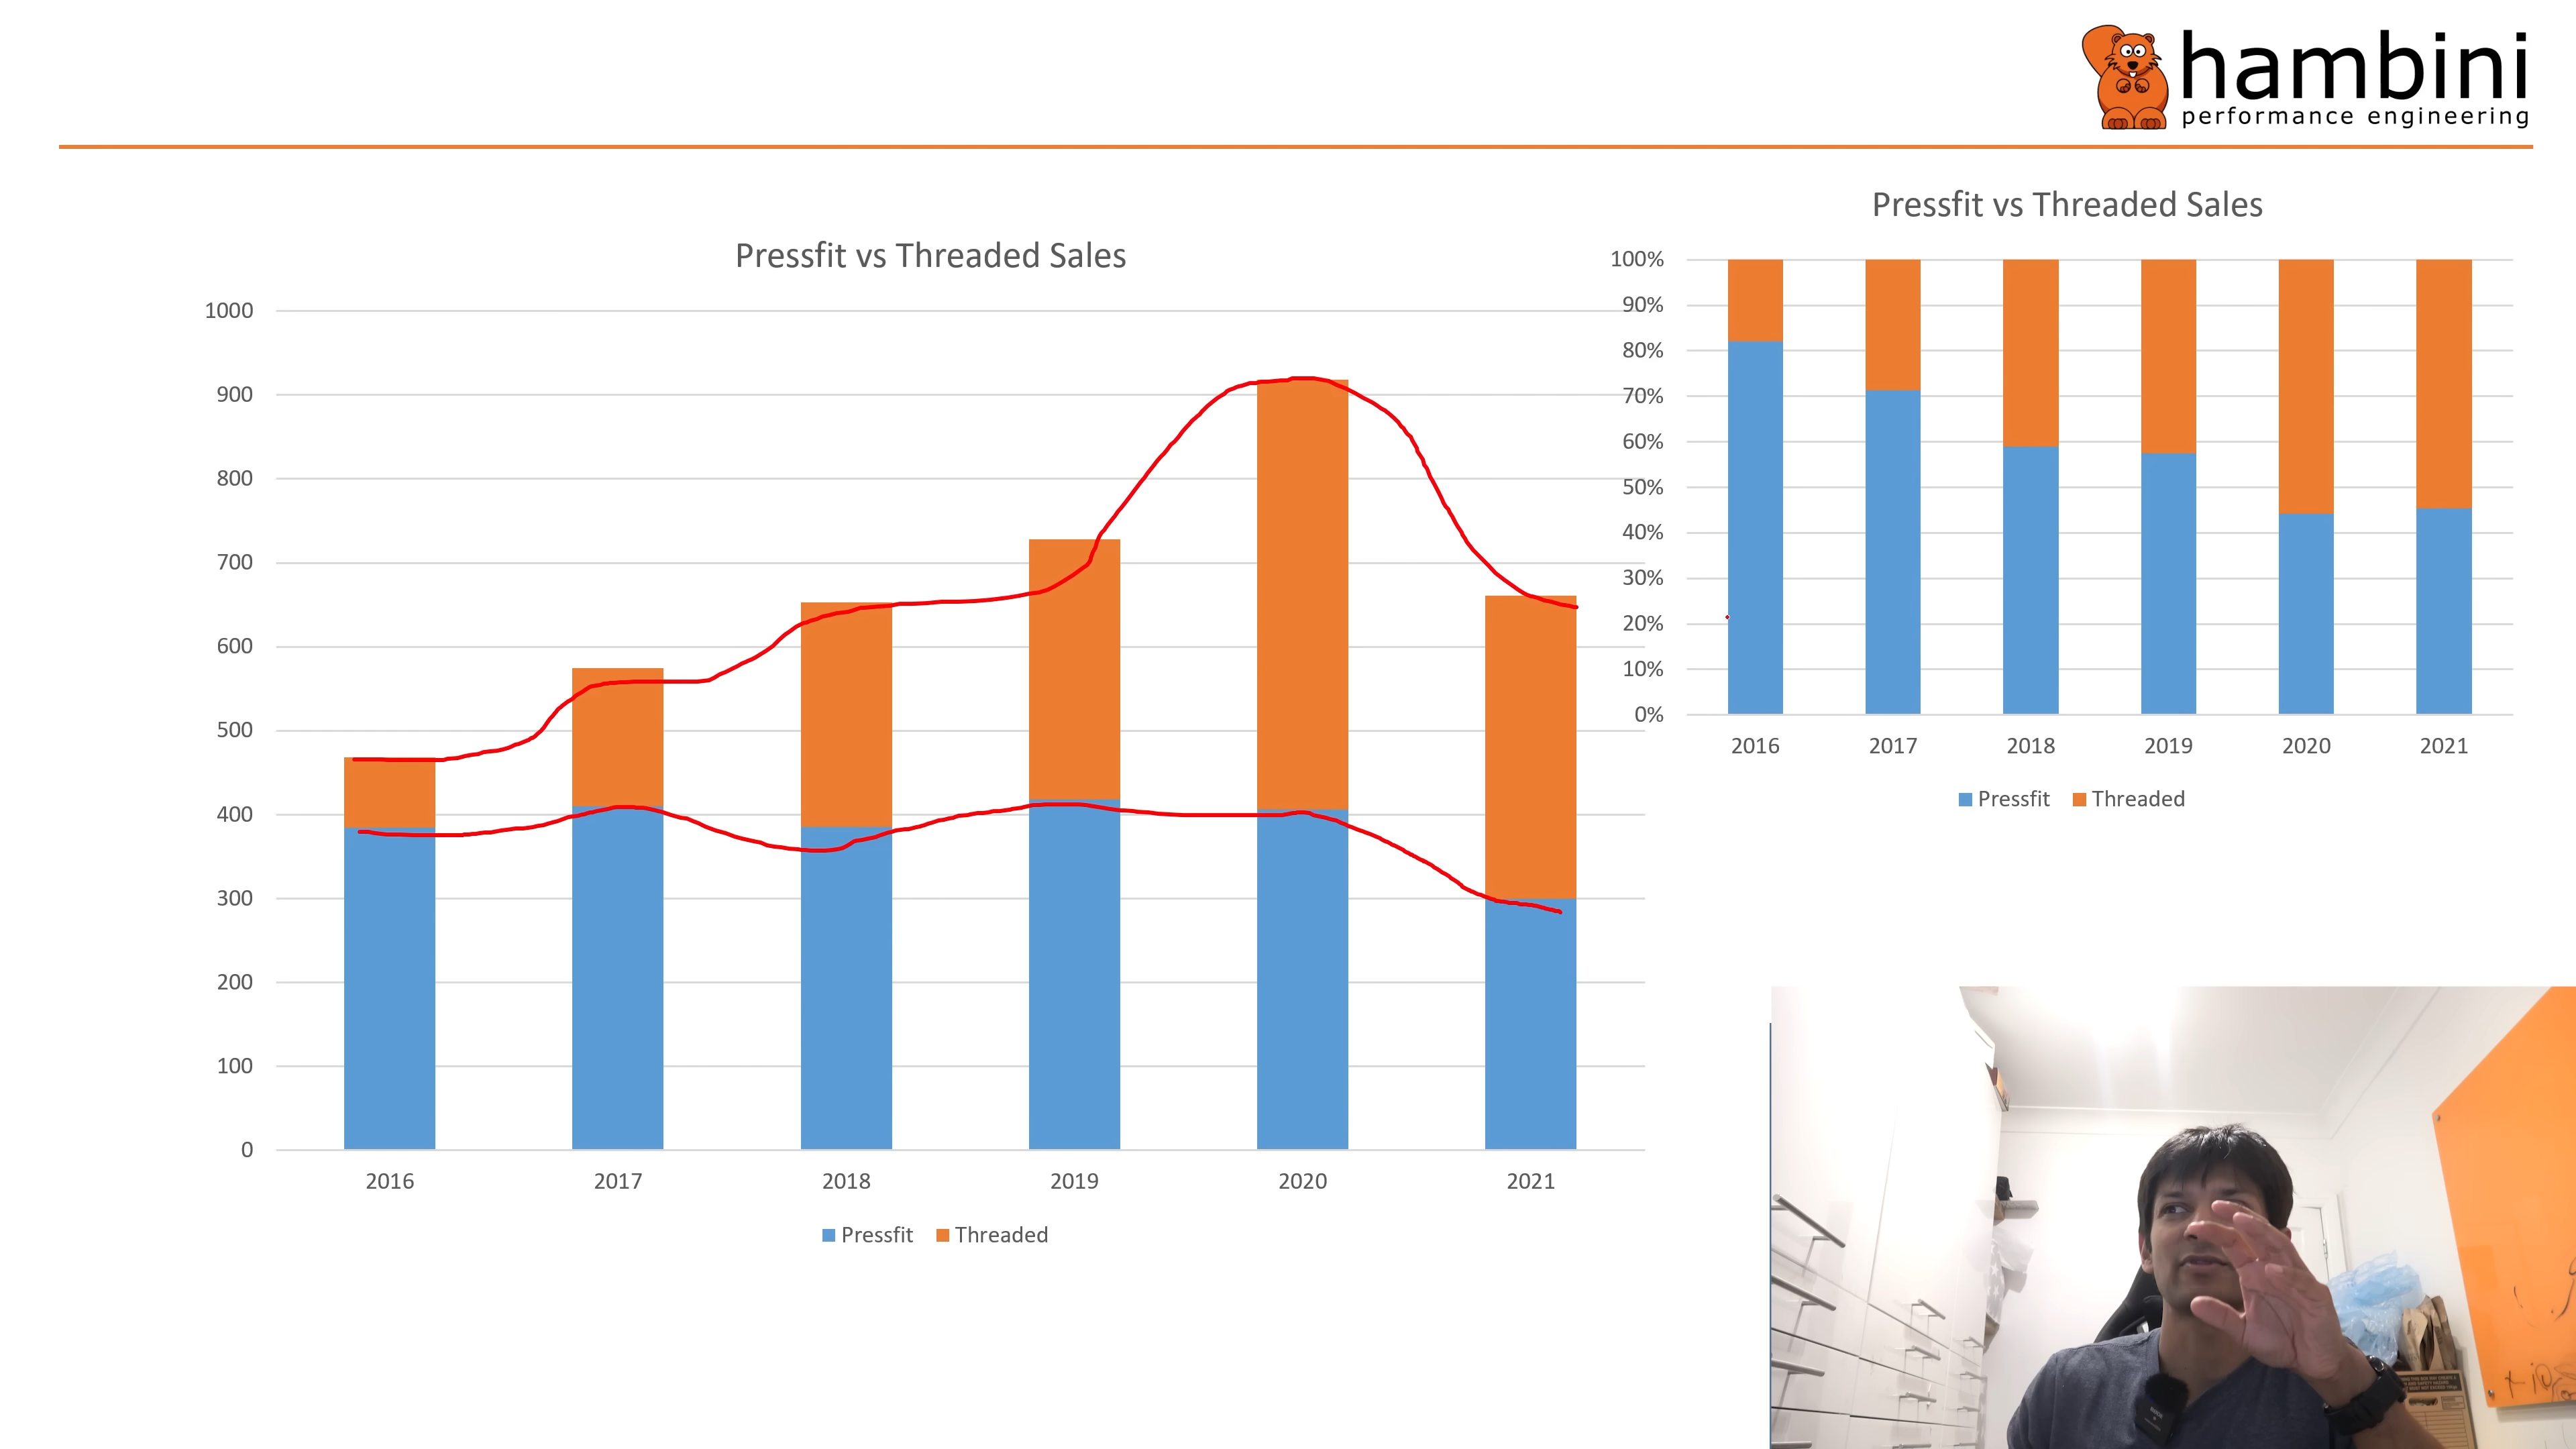 hambini
performance engineering
Pressfit vs Threaded Sales
1000
900
800
700
600
500
400
300
200
100
0
2016 2017 2018 2019 2020 2021
Pressfit Threaded
Pressfit vs Threaded Sales
100%
90%
80%
70%
60%
50%
40%
30%
20%
10%
0%
2016 2017 2018 2019 2020 2021
Pressfit Threaded